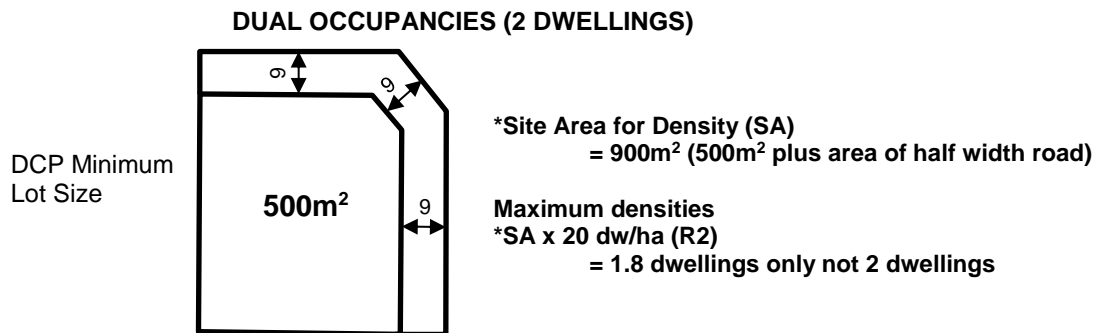 DUAL OCCUPANCIES (2 DWELLINGS)
9
9
*Site Area for Density (SA)
= 900m² (500m² plus area of half width road)
DCP Minimum
Lot Size
500m²
9
Maximum densities
*SA x 20 dw/ha (R2)
= 1.8 dwellings only not 2 dwellings